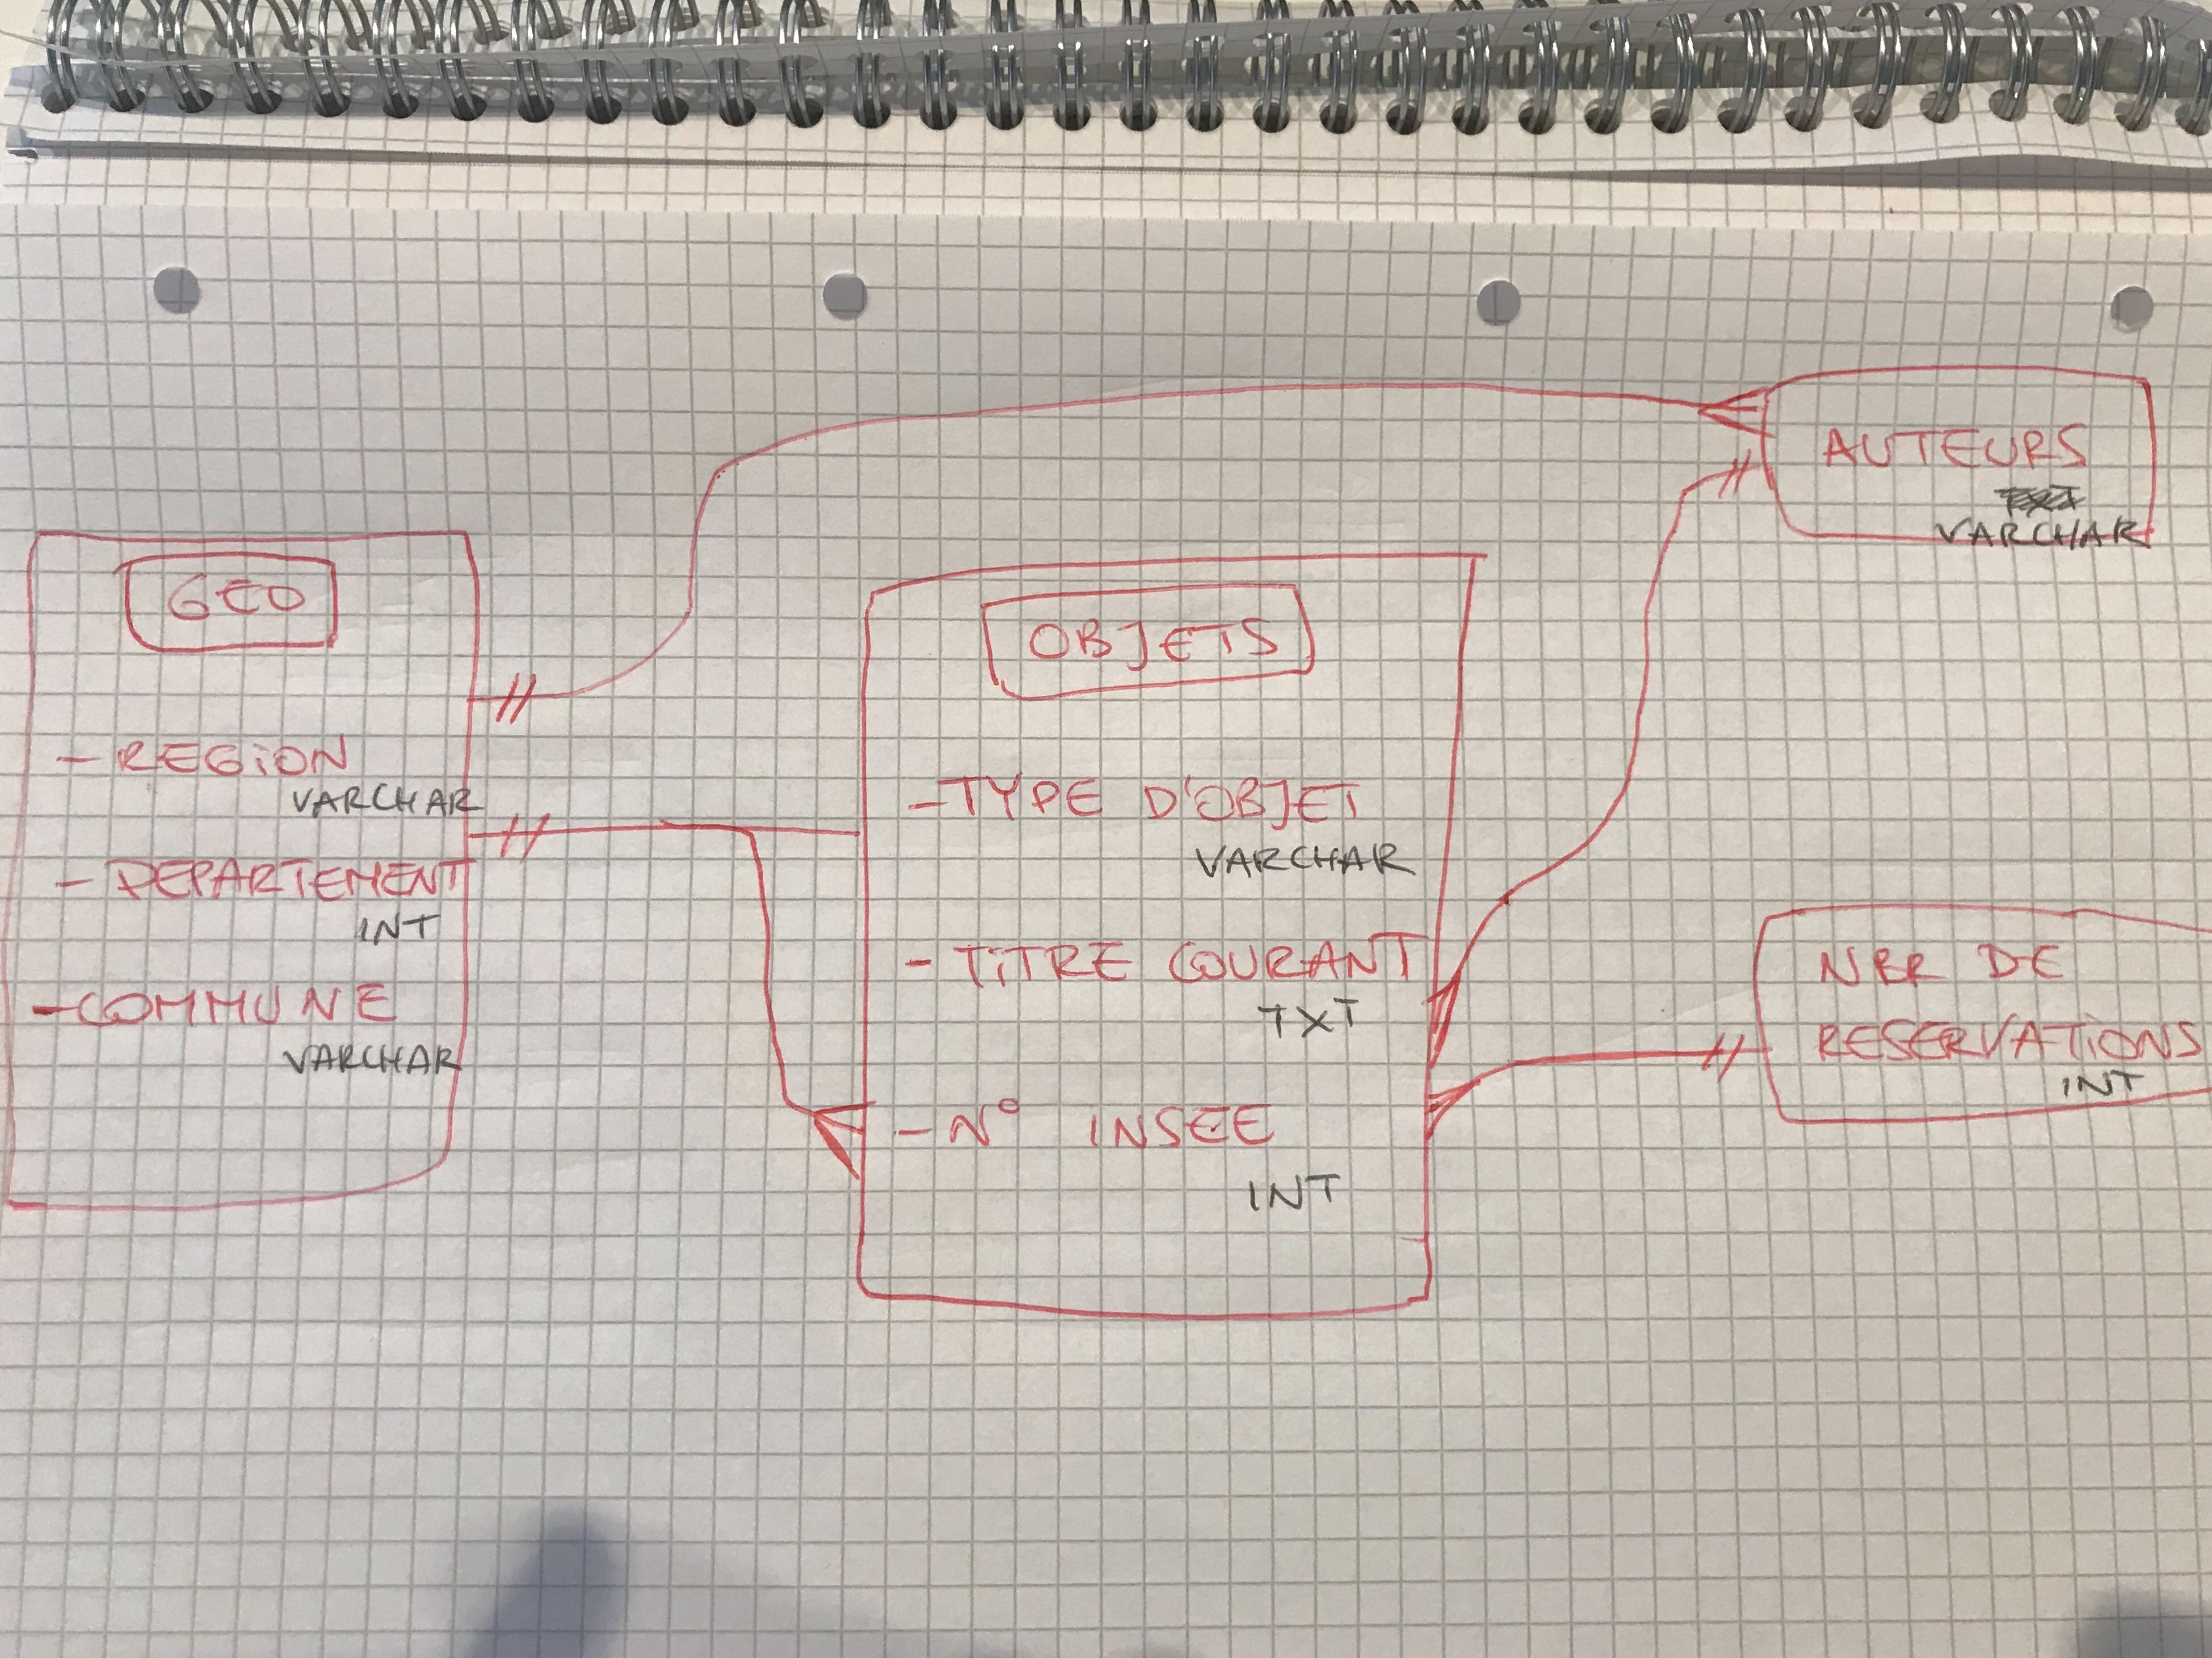 GEO
- REGION
VARCHAR
- DEPARTEMENT
INT
- COMMUNE
VARCHAR
OBJETS
- TYPE D'OBJET
VARCHAR
- TITRE COURANT
TXT
- N° INSEE
INT
AUTEURS
TXT
VARCHAR
NBR DE
RESERVATIONS
INT